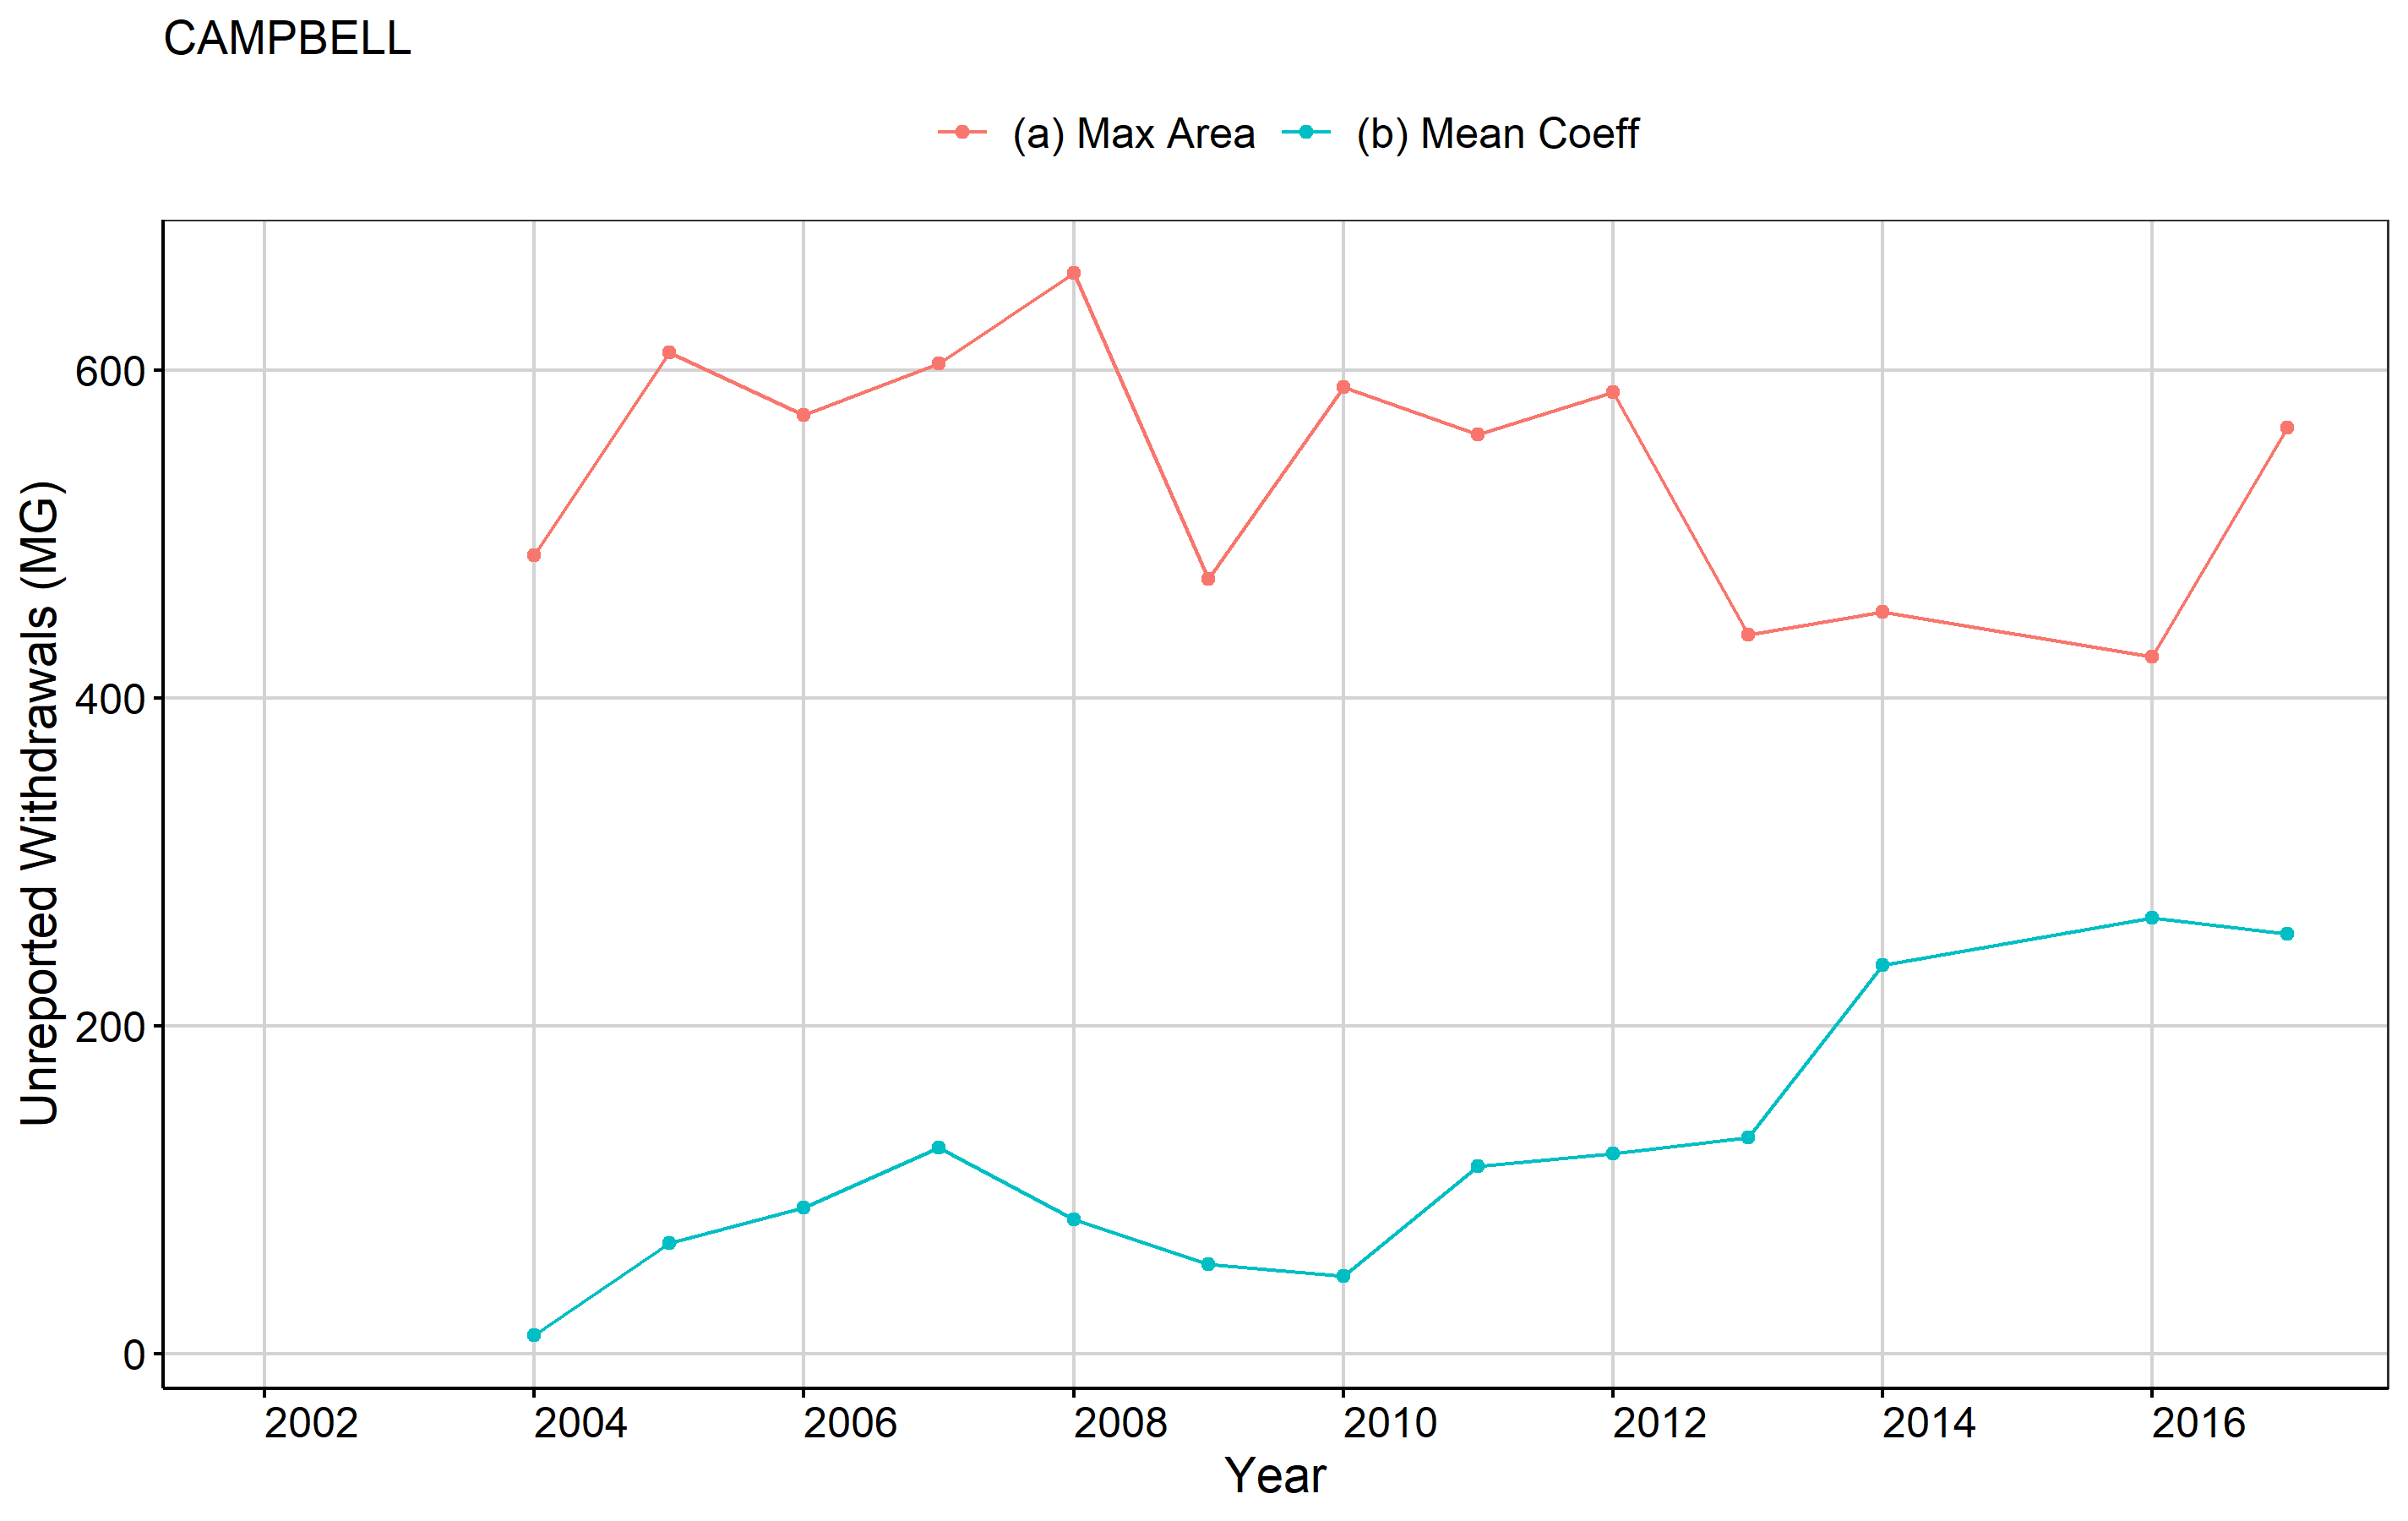 CAMPBELL
(a) Max Area (b) Mean Coeff
Unreported Withdrawals (MG)
600
400
200
0
2002 2004 2006 2008 2010 2012 2014 2016
Year